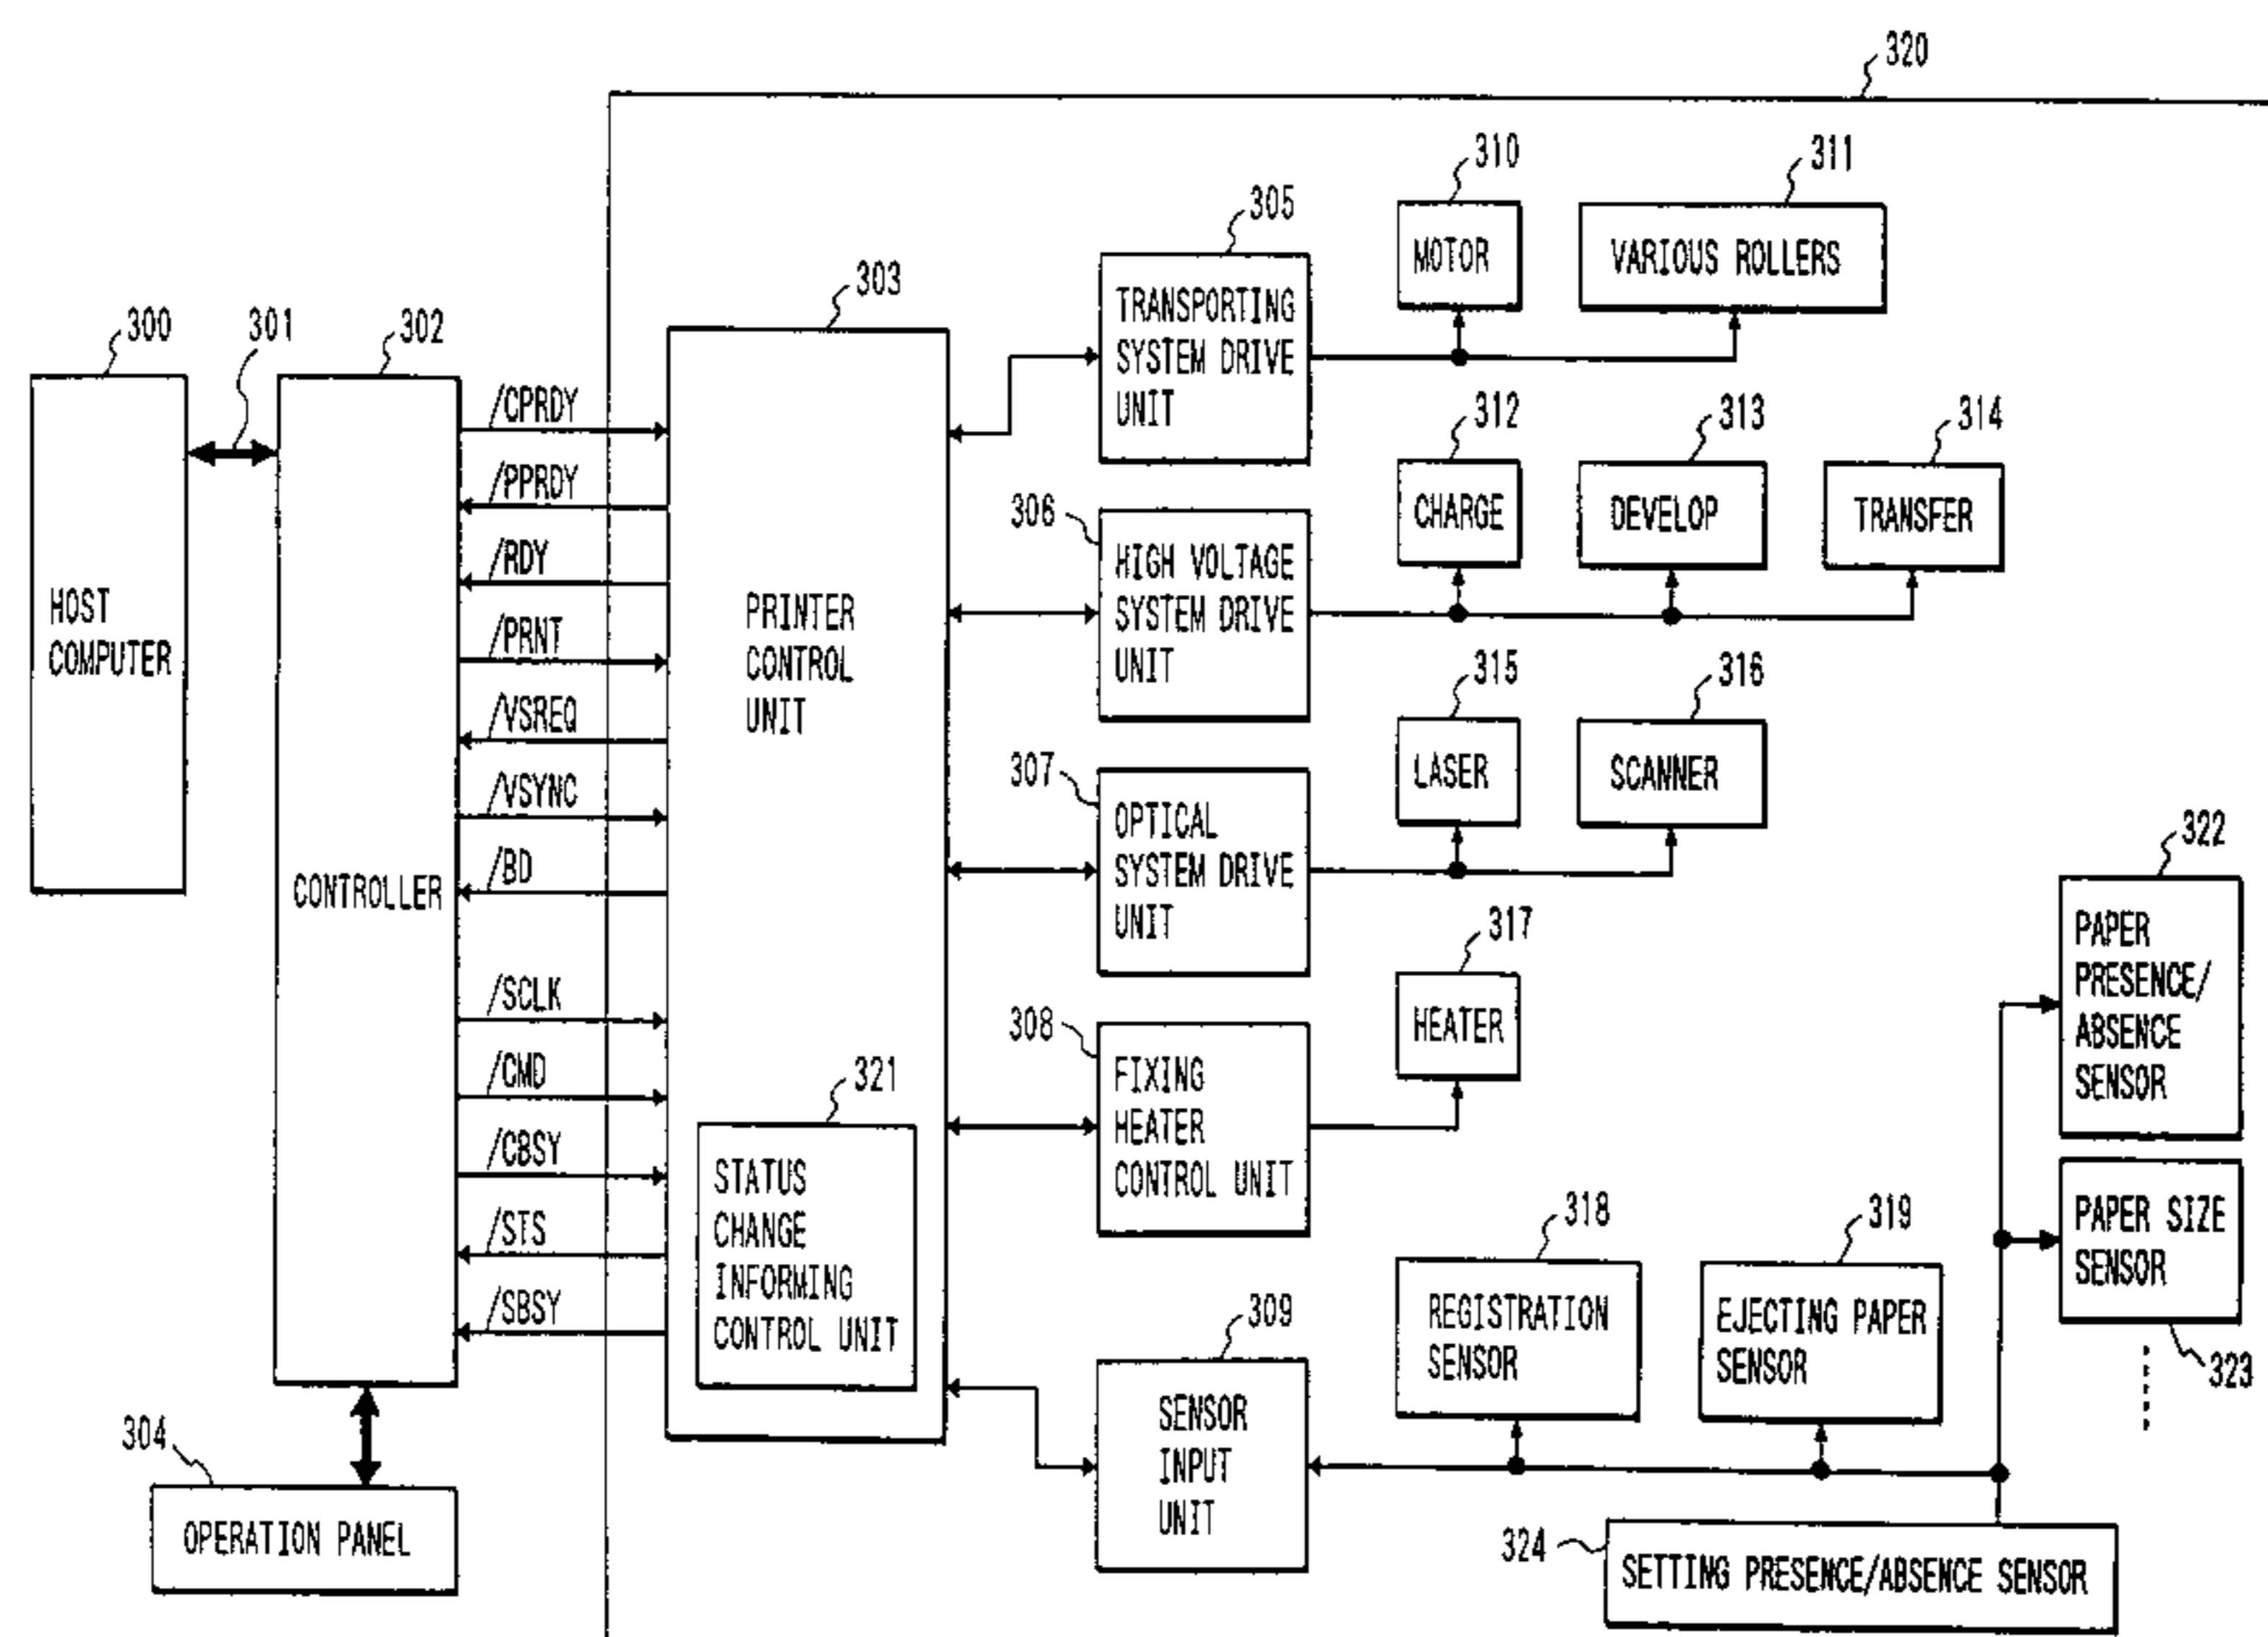 320
310
311
305
MOTOR
VARIOUS ROLLERS
303
TRANSPORTING
SYSTEM DRIVE
UNIT
300
301
302
/CPRDY
/PPRDY
/RDY
/PRNT
/VSREQ
/VSYNC
/BD
/SCLK
/CMD
/CBSY
/STS
/SBSY
HOST
COMPUTER
CONTROLLER
PRINTER
CONTROL
UNIT
312
313
314
306
CHARGE
DEVELOP
TRANSFER
HIGH VOLTAGE
SYSTEM DRIVE
UNIT
315
316
307
LASER
SCANNER
OPTICAL
SYSTEM DRIVE
UNIT
317
308
HEATER
FIXING
HEATER
CONTROL UNIT
322
PAPER
PRESENCE/
ABSENCE
SENSOR
PAPER SIZE
SENSOR
323
321
STATUS
CHANGE
INFORMING
CONTROL UNIT
318
319
309
REGISTRATION
SENSOR
EJECTING PAPER
SENSOR
SENSOR
INPUT
UNIT
304
OPERATION PANEL
324
SETTING PRESENCE/ABSENCE SENSOR